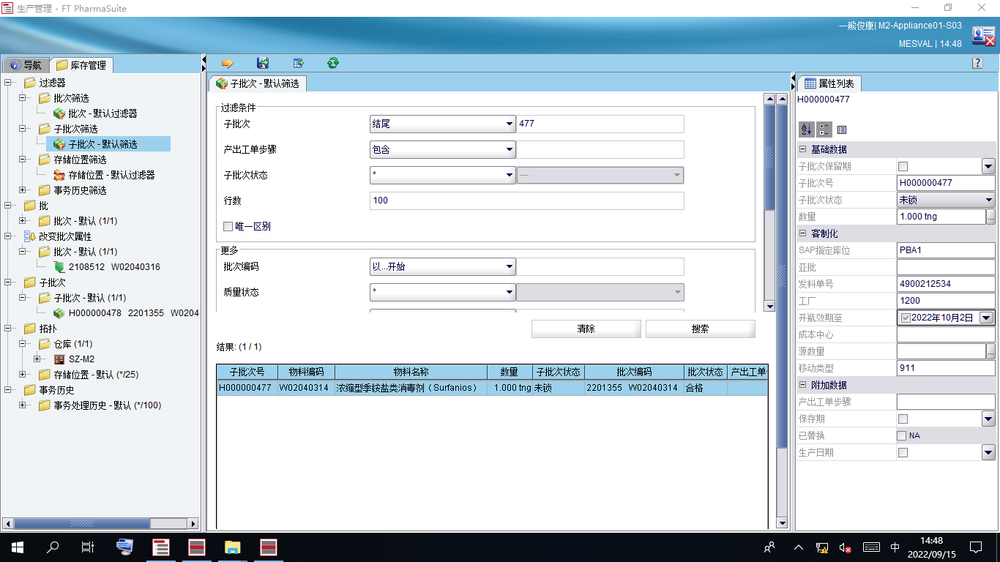 生产管理 - FT PharmaSuite
---熊俊康| M2-Appliance01-S03
MESVAL | 14:48
导航
库存管理
过滤器
批次筛选
批次 - 默认过滤器
子批次筛选
子批次 - 默认筛选
存储位置筛选
存储位置 - 默认过滤器
事务历史筛选
批
批次 - 默认 (1/1)
改变批次属性
批次 - 默认 (1/1)
2108512 W02040316
子批次
子批次 - 默认 (1/1)
H000000478 2201355 W0204
拓扑
仓库 (1/1)
SZ-M2
存储位置 - 默认 (*/25)
事务历史
事务处理历史 - 默认 (*/100)
子批次 - 默认筛选
过滤条件
子批次 结尾 477
产出工单步骤 包含
子批次状态 * ---
行数 100
唯一区别
更多
批次编码 以...开始
质量状态 *
清除 搜索
结果: (1 / 1)
子批次号 物料编码 物料名称 数量 子批次状态 批次编码 批次状态 产出工单
H000000477 W02040314 浓缩型季铵盐类消毒剂（Surfanios） 1.000 tng 未锁 2201355 W02040314 合格
?
属性列表
H000000477
基础数据
子批次保留期
子批次号 H000000477
子批次状态 未锁
数量 1.000 tng ...
客制化
SAP指定库位 PBA1
亚批
发料单号 4900212534
工厂 1200
开瓶效期至 2022年10月2日
成本中心
源数量 ...
移动类型 911
附加数据
产出工单步骤
保存期
已替换 NA
生产日期
中
14:48
2022/09/15